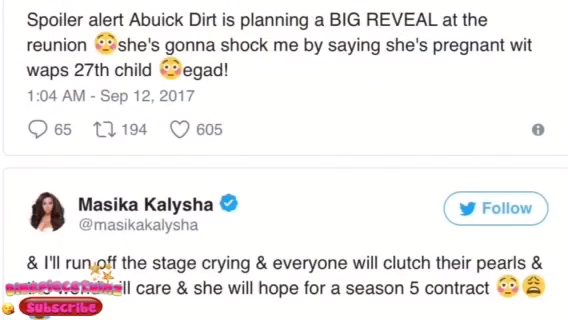 Spoiler alert Abuick Dirt is planning a BIG REVEAL at the
reunion 😳she's gonna shock me by saying she's pregnant wit
waps 27th child 😳egad!
1:04 AM - Sep 12, 2017
65 194 605
Masika Kalysha
@masikakalysha
Follow
& I'll run off the stage crying & everyone will clutch their pearls &
ill care & she will hope for a season 5 contract 😳😩
Subscribe